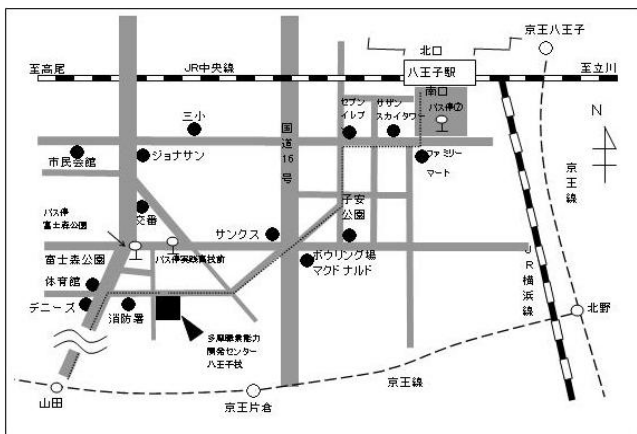 京王八王子
北口
至高尾
JR中央線
八王子駅
至立川
南口
バス停⑦
セブン
イレブ
サザン
スカイタワー
N
三小
国道16号
市民会館
ジョナサン
ファミリー
マート
京王線
バス停
富士森公園
交番
子安
公園
サンクス
富士森公園
バス停実践高校前
ボウリング場
マクドナルド
体育館
デニーズ
消防署
JR横浜線
北野
多摩職業能力
開発センター
八王子校
山田
京王片倉
京王線